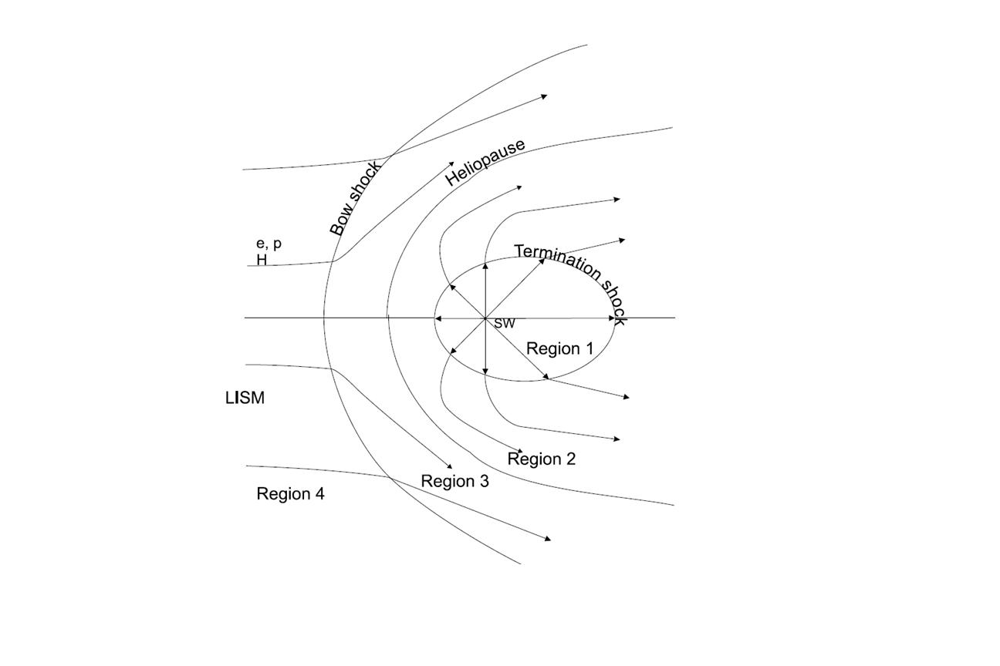 Heliopause
Bow shock
e, p
H
Termination shock
SW
Region 1
LISM
Region 2
Region 3
Region 4